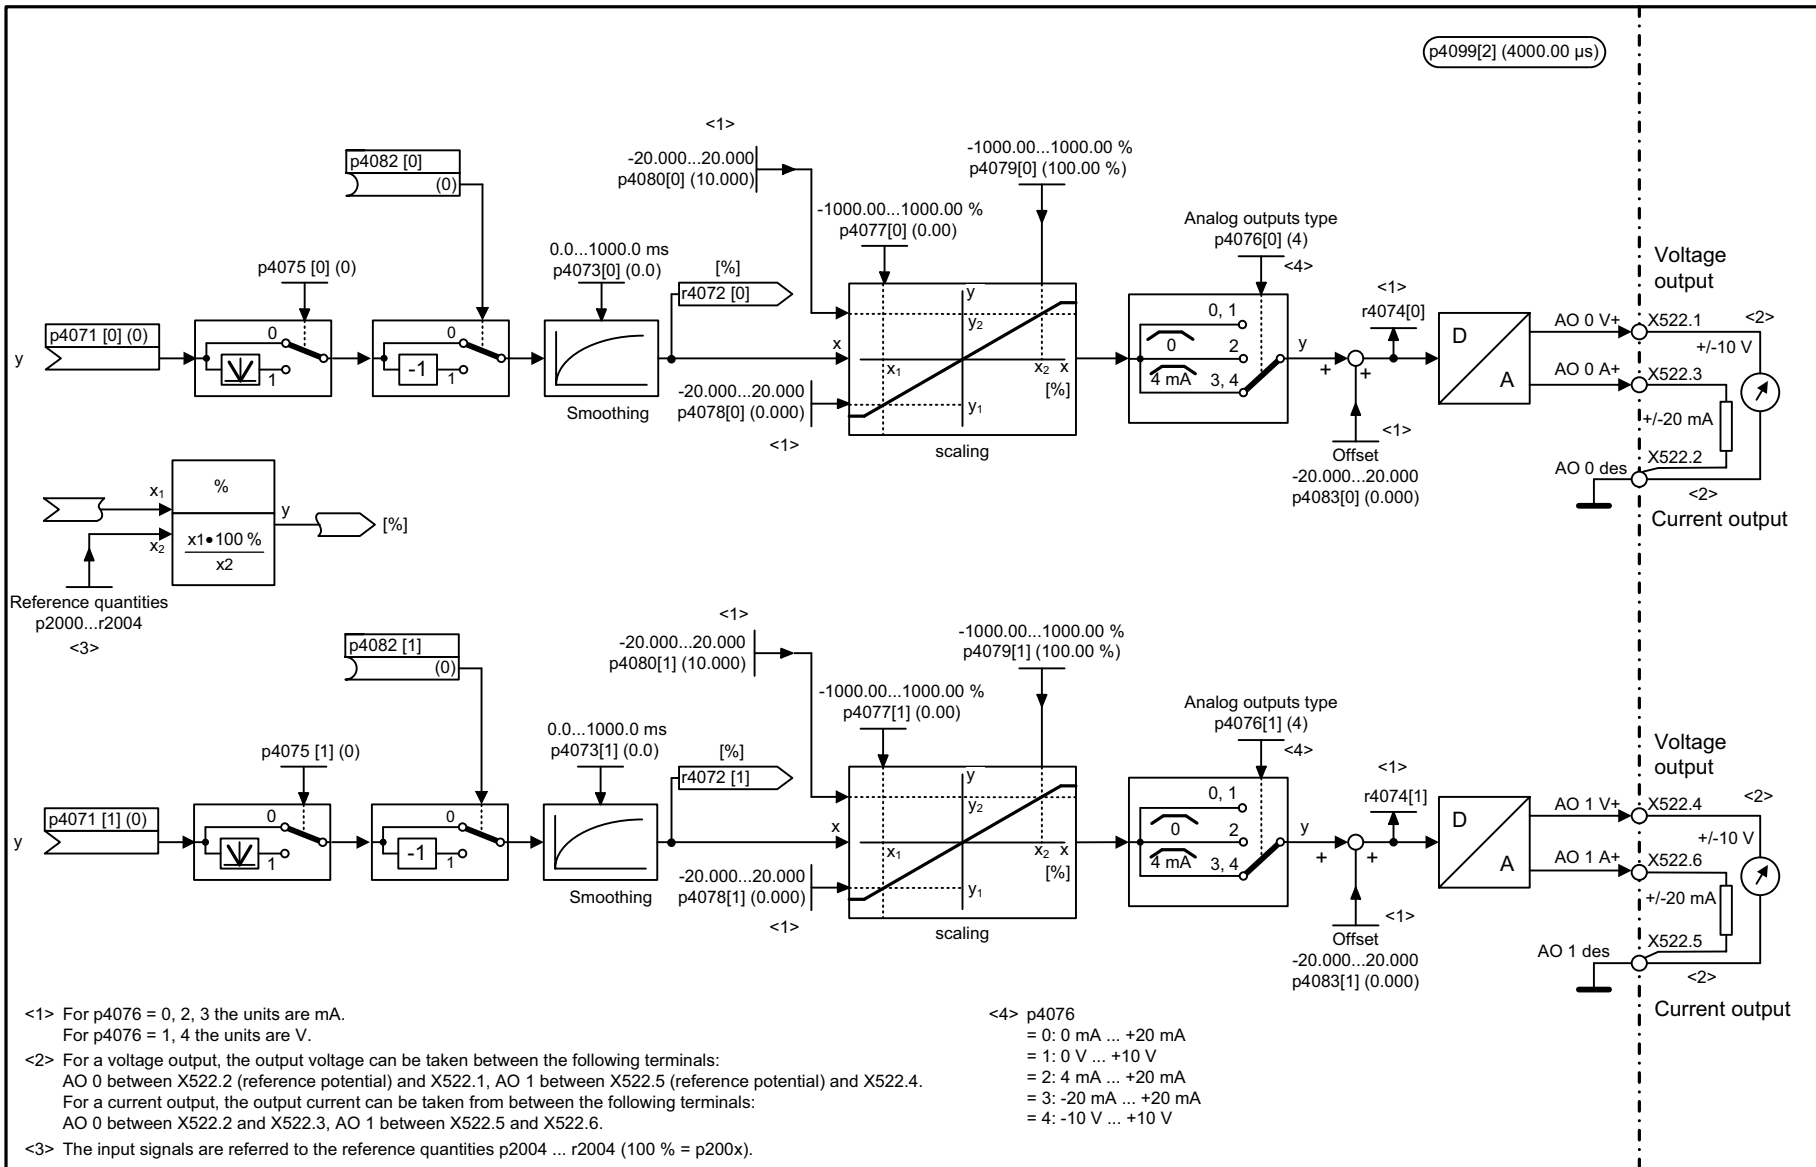 p4099[2] (4000.00 µs)
<1>
-20.000...20.000
p4080[0] (10.000)
-1000.00...1000.00 %
p4079[0] (100.00 %)
p4082 [0]
(0)
-1000.00...1000.00 %
p4077[0] (0.00)
Analog outputs type
p4076[0] (4)
<4>
p4075 [0] (0)
0.0...1000.0 ms
p4073[0] (0.0)
[%]
r4072 [0]
Voltage
output
<1>
r4074[0]
y
p4071 [0] (0)
0
1
0
-1
1
Smoothing
x
y
y2
x1
x2
x
[%]
y1
scaling
-20.000...20.000
p4078[0] (0.000)
<1>
0, 1
0
2
4 mA
3, 4
y
+
+
<1>
Offset
-20.000...20.000
p4083[0] (0.000)
D
A
AO 0 V+
X522.1
<2>
+/-10 V
AO 0 A+
X522.3
+/-20 mA
AO 0 des
X522.2
<2>
Current output
x1
x2
%
x1•100 %
x2
y
[%]
Reference quantities
p2000...r2004
<3>
<1>
-20.000...20.000
p4080[1] (10.000)
-1000.00...1000.00 %
p4079[1] (100.00 %)
p4082 [1]
(0)
-1000.00...1000.00 %
p4077[1] (0.00)
Analog outputs type
p4076[1] (4)
<4>
p4075 [1] (0)
0.0...1000.0 ms
p4073[1] (0.0)
[%]
r4072 [1]
Voltage
output
<1>
r4074[1]
y
p4071 [1] (0)
0
1
0
-1
1
Smoothing
x
y
y2
x1
x2
x
[%]
y1
scaling
-20.000...20.000
p4078[1] (0.000)
<1>
0, 1
0
2
4 mA
3, 4
y
+
+
<1>
Offset
-20.000...20.000
p4083[1] (0.000)
D
A
AO 1 V+
X522.4
<2>
+/-10 V
AO 1 A+
X522.6
+/-20 mA
AO 1 des
X522.5
<2>
Current output
<1> For p4076 = 0, 2, 3 the units are mA.
For p4076 = 1, 4 the units are V.
<2> For a voltage output, the output voltage can be taken between the following terminals:
AO 0 between X522.2 (reference potential) and X522.1, AO 1 between X522.5 (reference potential) and X522.4.
For a current output, the output current can be taken from between the following terminals:
AO 0 between X522.2 and X522.3, AO 1 between X522.5 and X522.6.
<3> The input signals are referred to the reference quantities p2004 ... r2004 (100 % = p200x).
<4> p4076
= 0: 0 mA ... +20 mA
= 1: 0 V ... +10 V
= 2: 4 mA ... +20 mA
= 3: -20 mA ... +20 mA
= 4: -10 V ... +10 V